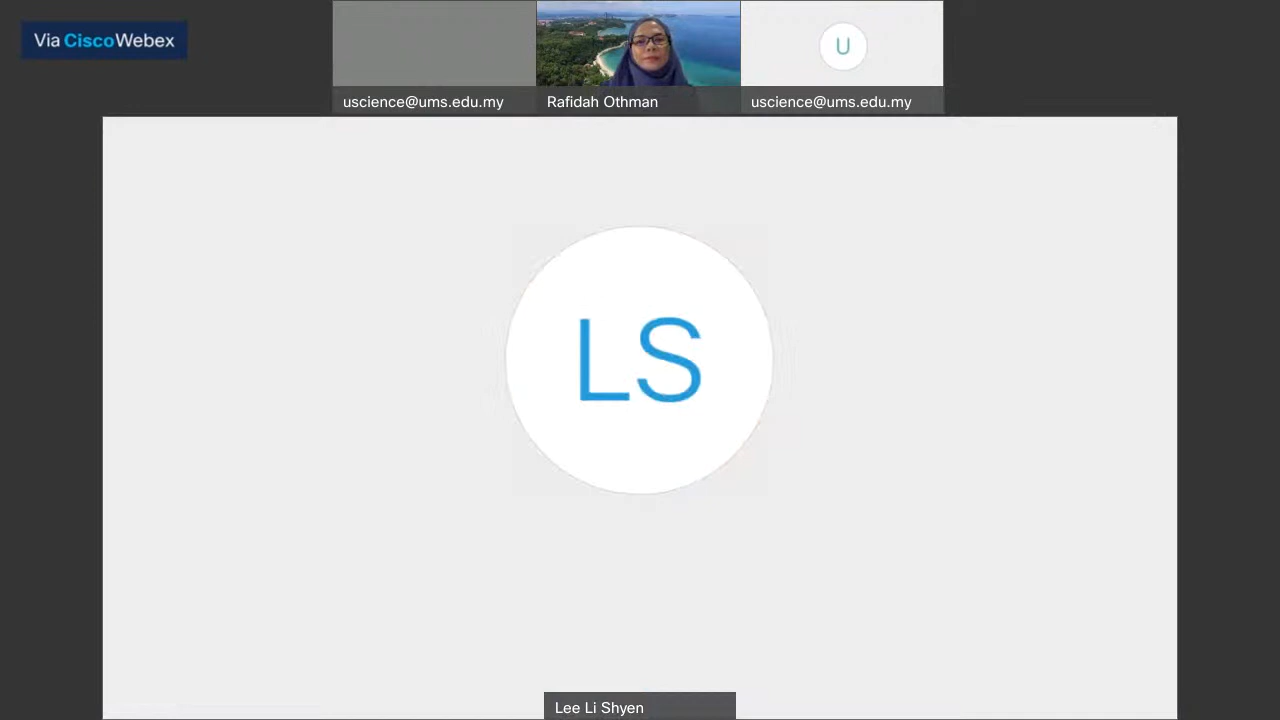 Via CiscoWebex
uscience@ums.edu.my
Rafidah Othman
U
uscience@ums.edu.my
LS
Lee Li Shyen